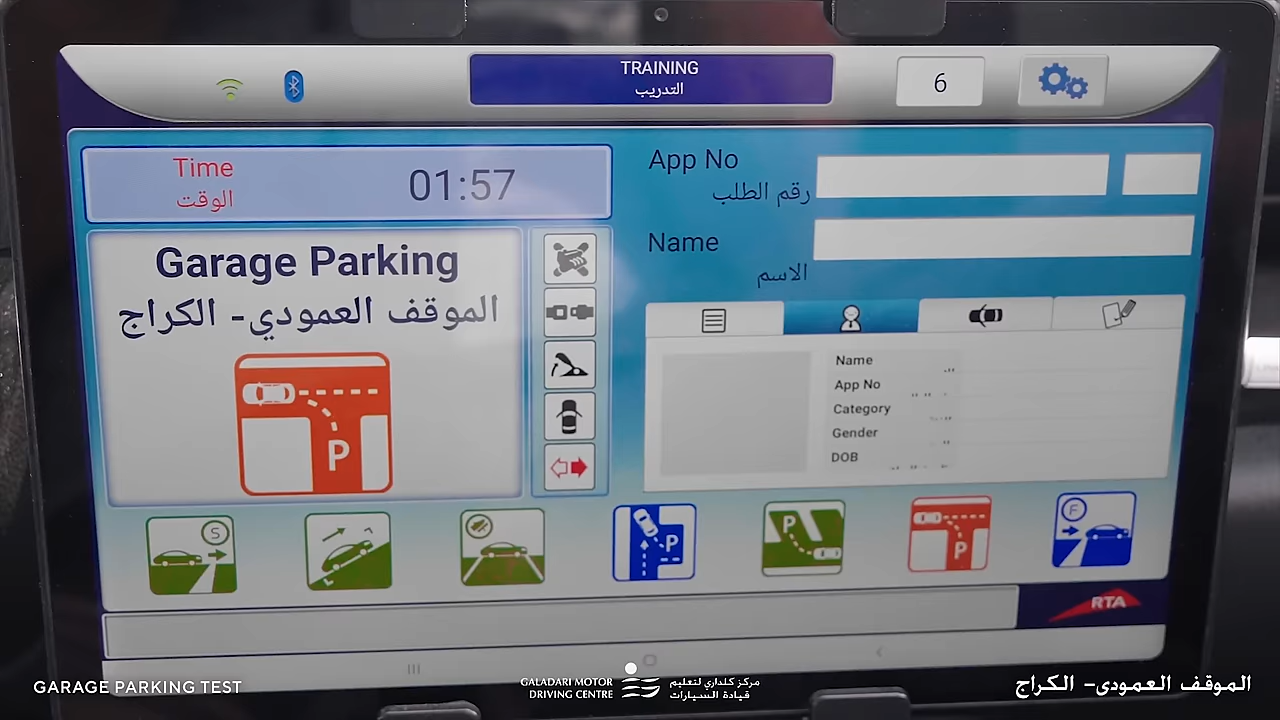 TRAINING
التدريب
6
Time
الوقت
01:57
App No
رقم الطلب
Name
الاسم
Garage Parking
الموقف العمودي- الكراج
P
Name
App No
Category
Gender
DOB
S
P
P
P
F
RTA
GARAGE PARKING TEST
GALADARI MOTOR
DRIVING CENTRE
مركز كلداري لتعليم
قيادة السيارات
الموقف العمودى- الكراج